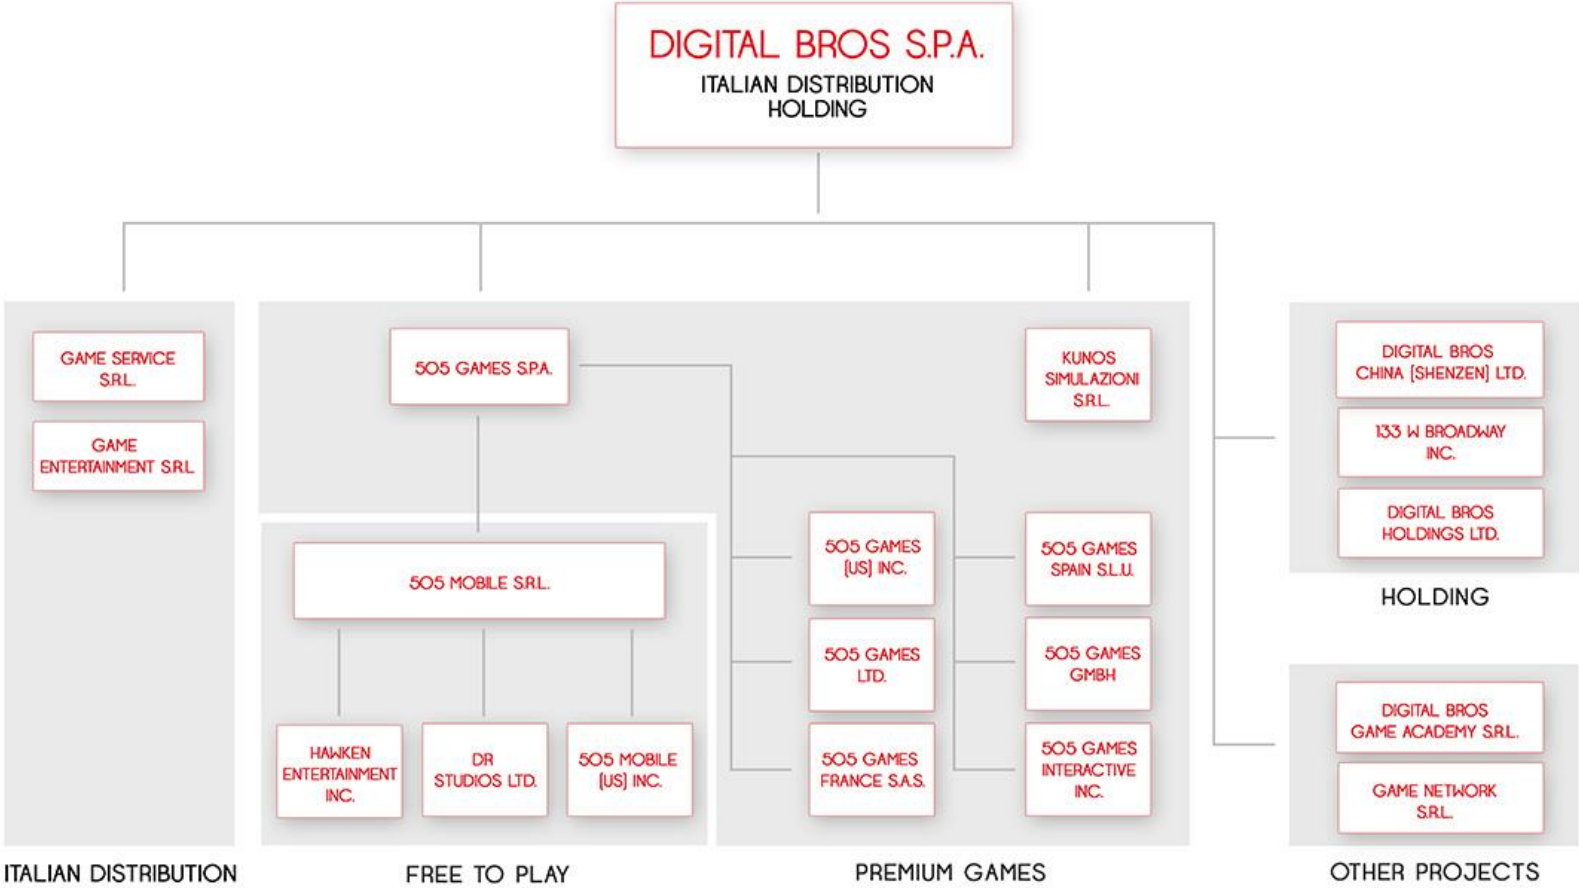 DIGITAL BROS S.P.A.
ITALIAN DISTRIBUTION
HOLDING
GAME SERVICE
S.R.L.
GAME
ENTERTAINMENT S.R.L
ITALIAN DISTRIBUTION
505 GAMES S.P.A.
KUNOS
SIMULAZIONI
S.R.L.
505 MOBILE S.R.L.
HAWKEN
ENTERTAINMENT
INC.
DR
STUDIOS LTD.
505 MOBILE
(US) INC.
FREE TO PLAY
505 GAMES
(US) INC.
505 GAMES
LTD.
505 GAMES
FRANCE S.A.S.
505 GAMES
SPAIN S.L.U.
505 GAMES
GMBH
505 GAMES
INTERACTIVE
INC.
PREMIUM GAMES
DIGITAL BROS
CHINA (SHENZEN) LTD.
133 W BROADWAY
INC.
DIGITAL BROS
HOLDINGS LTD.
HOLDING
DIGITAL BROS
GAME ACADEMY S.R.L.
GAME NETWORK
S.R.L.
OTHER PROJECTS